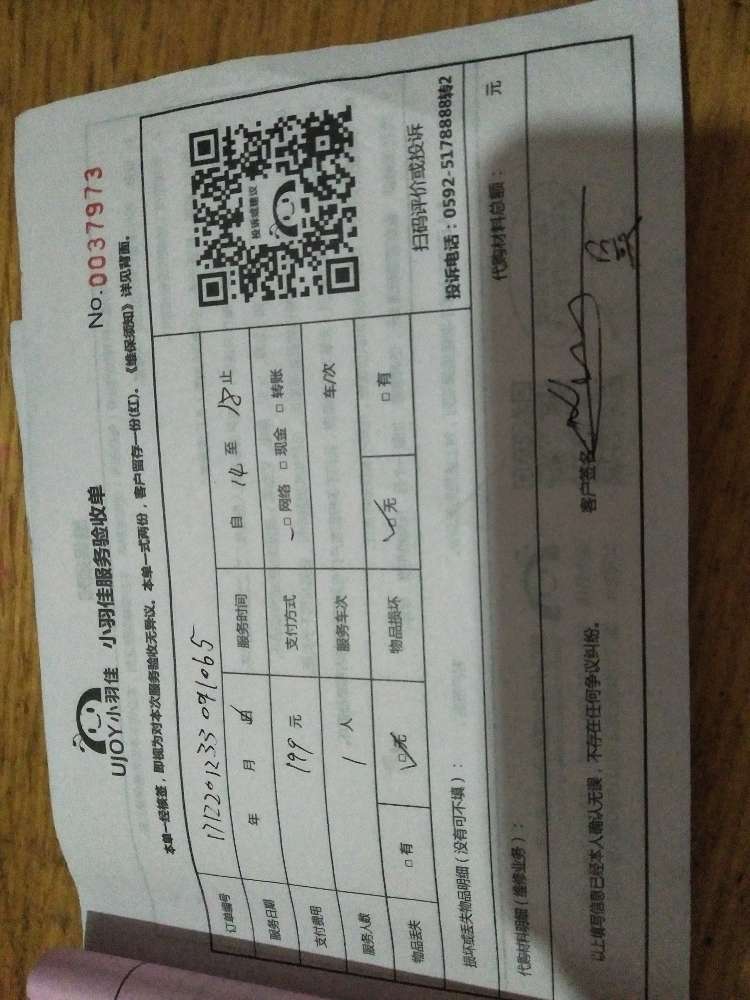 UJOY小羽佳 小羽佳服务验收单
No.0037973
本单一经核签，即视为对本次服务验收无异议。本单一式两份，客户留存一份(红)。《维保须知》详见背面。
订单编号 171220123309 1065
服务日期 年 月 日 服务时间 自 14 至 18 止
支付费用 199 元 支付方式 □网络 □现金 □转账
服务人数 1 人 服务车次 车/次
物品丢失 □有 □无 物品损坏 □无 □有
投诉或建议
扫码评价或投诉
投诉电话：0592-5178888转2
损坏或丢失物品明细（没有可不填）：
代购材料明细（维修业务）： 代购材料总额： 元
以上填写信息已经本人确认无误，不存在任何争议纠纷。 客户签名